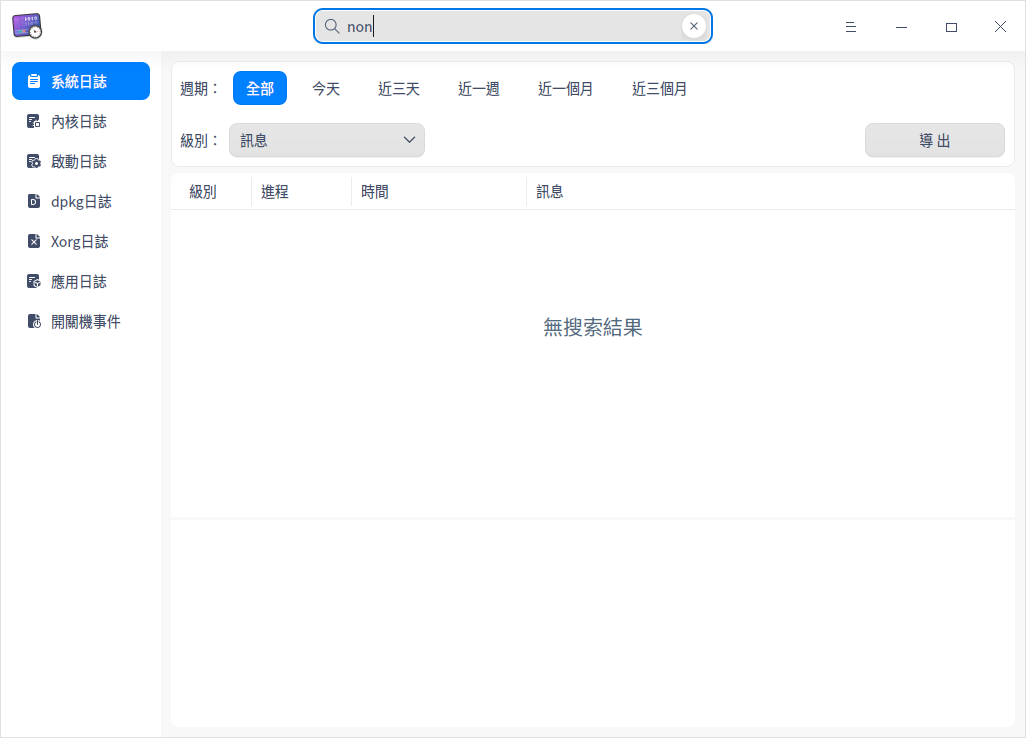 non
系統日誌
內核日誌
啟動日誌
dpkg日誌
Xorg日誌
應用日誌
開關機事件
週期： 全部 今天 近三天 近一週 近一個月 近三個月
級別： 訊息 導出
級別 進程 時間 訊息
無搜索結果